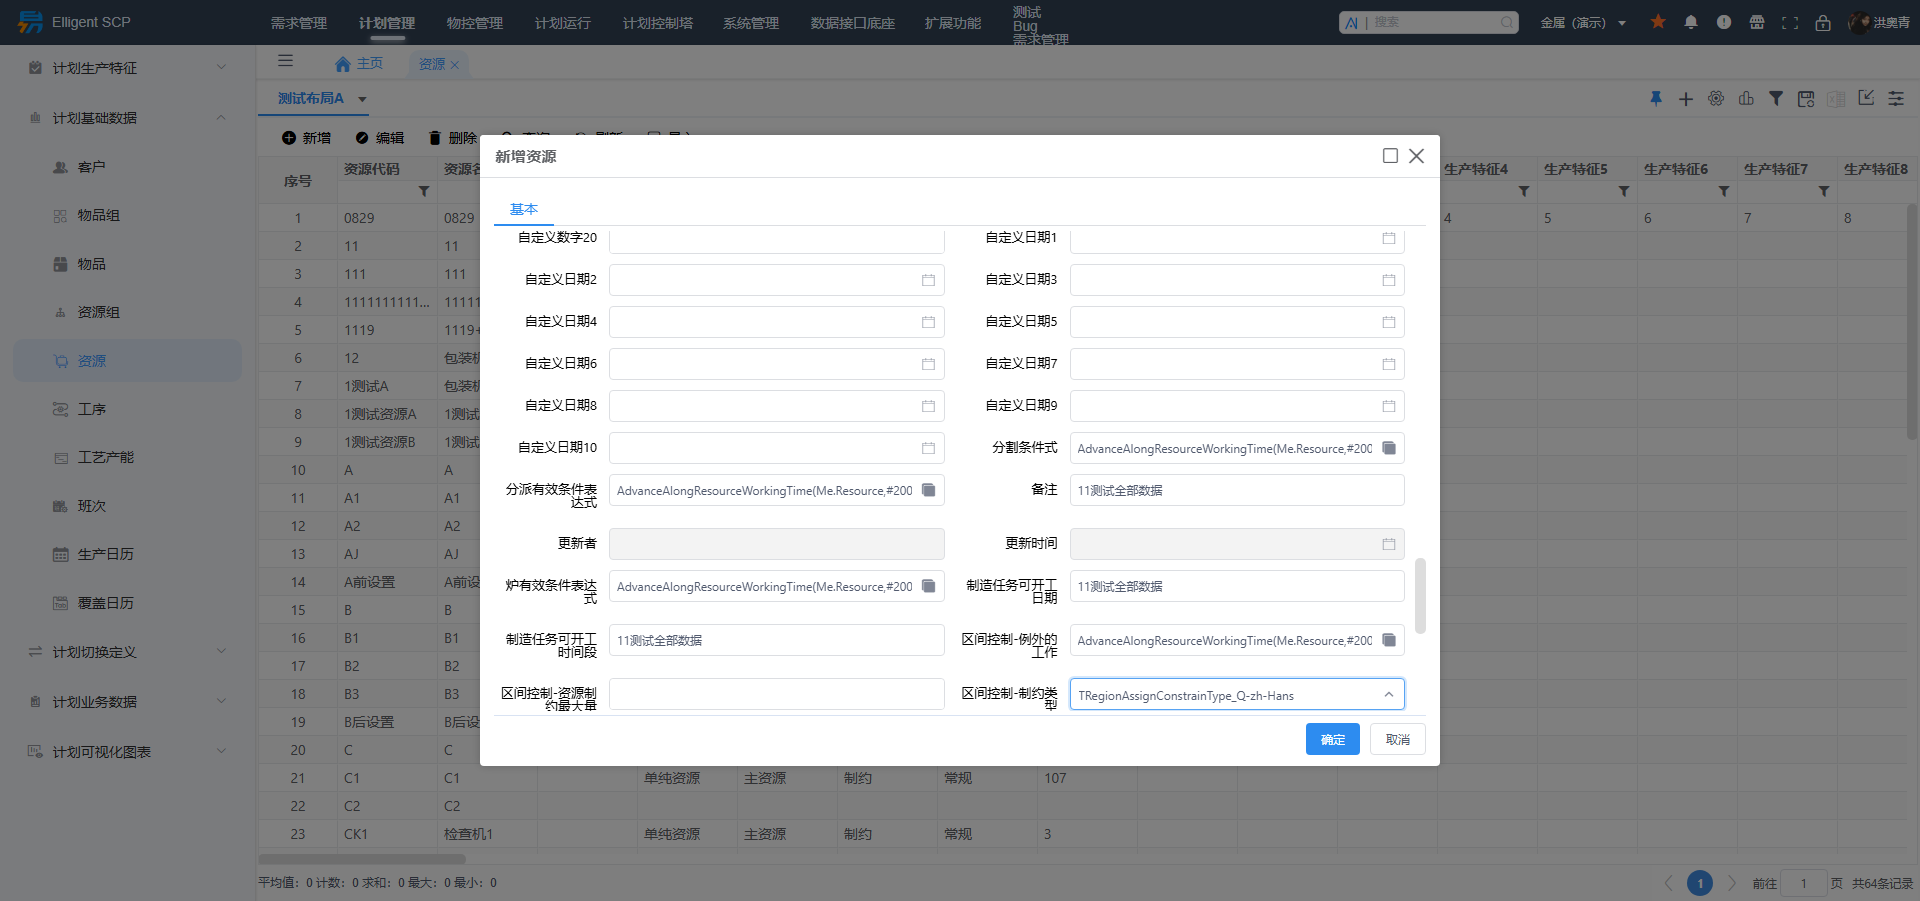 Elligent SCP
需求管理 计划管理 物控管理 计划运行 计划控制塔 系统管理 数据接口底座 扩展功能 测试
Bug
需求管理
AI | 搜索
金属（演示）
洪奥青
计划生产特征
计划基础数据
客户
物品组
物品
资源组
资源
工序
工艺产能
班次
生产日历
覆盖日历
计划切换定义
计划业务数据
计划可视化图表
主页 资源
测试布局A
新增 编辑 删除
序号 资源代码 生产特征4 生产特征5 生产特征6 生产特征7 生产特征8
1 0829 0829 4 5 6 7 8
2 11 11
3 111 111
4 1111111111...
5 1119
6 12
7 1测试A
8 1测试资源A
9 1测试资源B
10 A A
11 A1 A1
12 A2 A2
13 AJ AJ
14 A前设置
15 B B
16 B1 B1
17 B2 B2
18 B3 B3
19 B后设置
20 C C
21 C1 C1 单纯资源 主资源 制约 常规 107
22 C2 C2
23 CK1 检查机1 单纯资源 主资源 制约 常规 3
平均值：0 计数：0 求和：0 最大：0 最小：0
1 前往 1 页 共64条记录
新增资源
基本
自定义数字20
自定义日期1
自定义日期2
自定义日期3
自定义日期4
自定义日期5
自定义日期6
自定义日期7
自定义日期8
自定义日期9
自定义日期10
分割条件式 AdvanceAlongResourceWorkingTime(Me.Resource,#200
分派有效条件表
达式 AdvanceAlongResourceWorkingTime(Me.Resource,#200
备注 11测试全部数据
更新者
更新时间
炉有效条件表达
式 AdvanceAlongResourceWorkingTime(Me.Resource,#200
制造任务可开工
日期 11测试全部数据
制造任务可开工
时间段 11测试全部数据
区间控制-例外的
工作 AdvanceAlongResourceWorkingTime(Me.Resource,#200
区间控制-资源制
约最大量
区间控制-制约类
型 TRegionAssignConstrainType_Q-zh-Hans
确定 取消